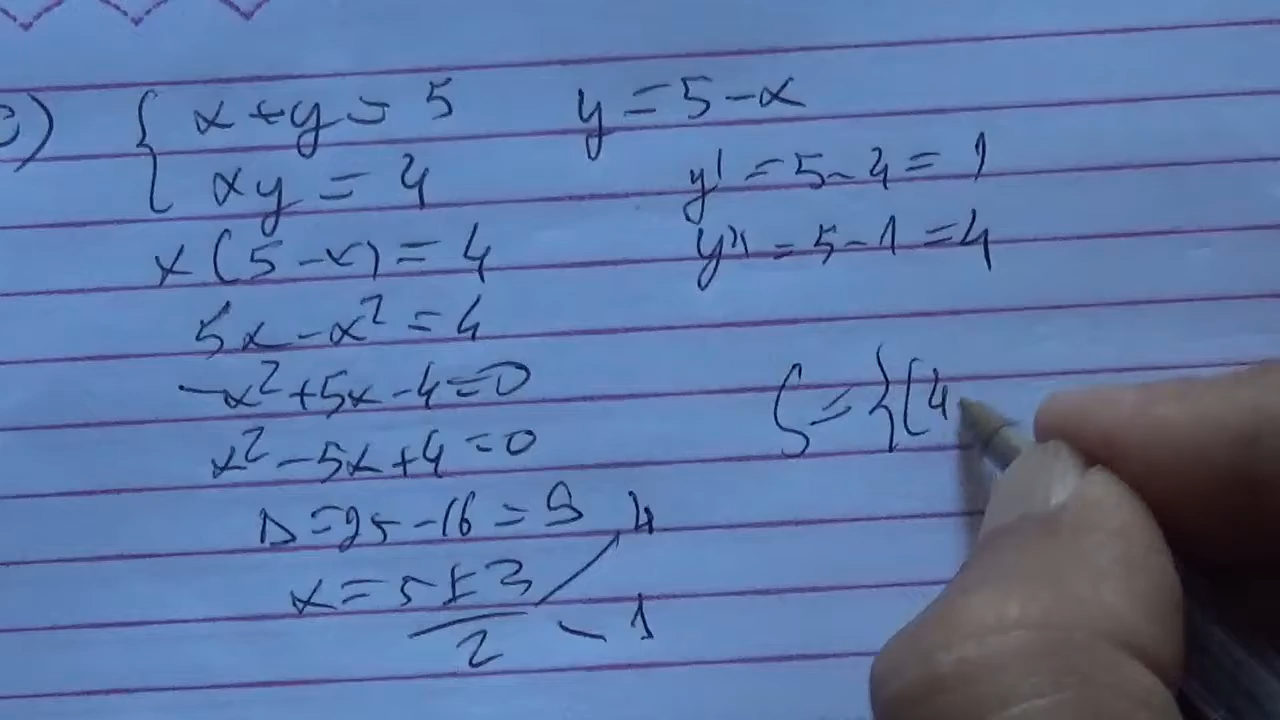 c) { x + y = 5
xy = 4
x(5 - x) = 4
5x - x² = 4
-x² + 5x - 4 = 0
x² - 5x + 4 = 0
Δ = 25 - 16 = 9
x = 5 ± 3 / 2
4
1
y = 5 - x
y' = 5 - 4 = 1
y'' = 5 - 1 = 4
S = {(4